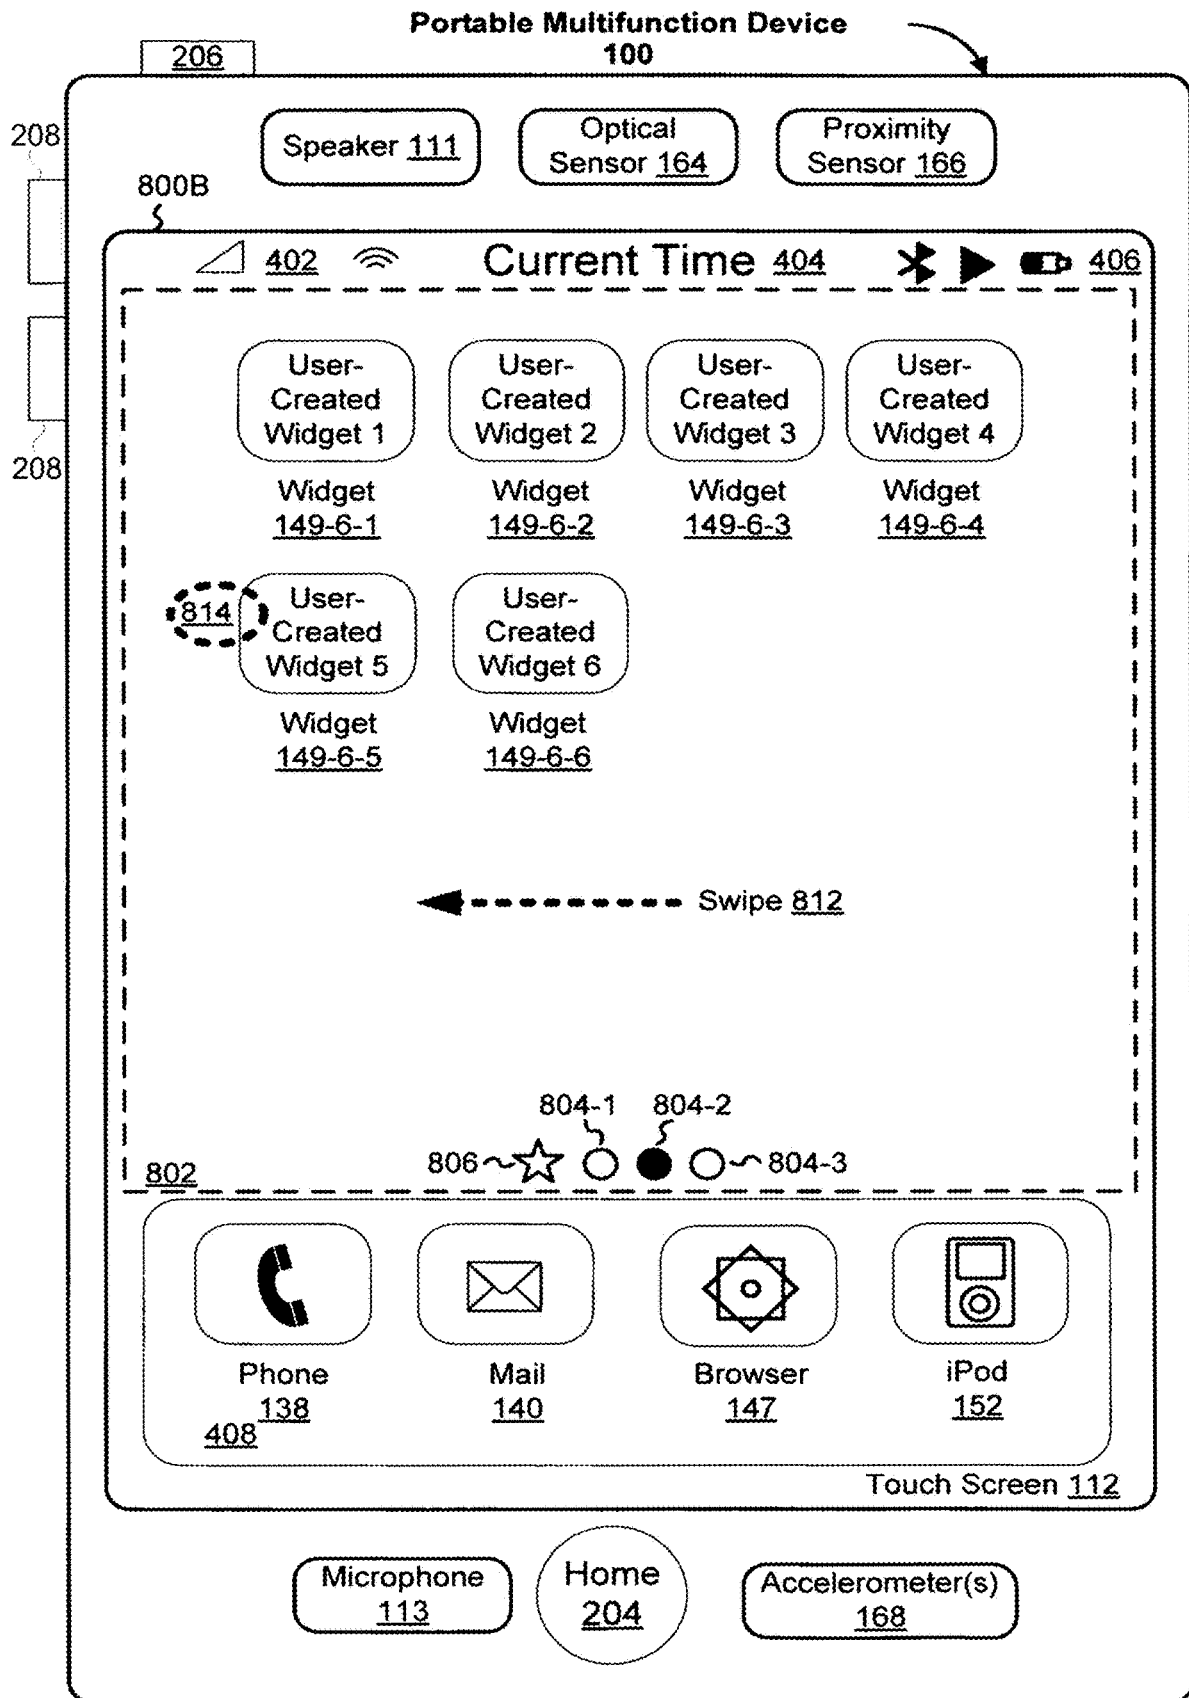 Portable Multifunction Device
100
206
208
208
Speaker 111
Optical
Sensor 164
Proximity
Sensor 166
800B
402
Current Time 404
406
User-
Created
Widget 1
User-
Created
Widget 2
User-
Created
Widget 3
User-
Created
Widget 4
Widget
149-6-1
Widget
149-6-2
Widget
149-6-3
Widget
149-6-4
814
User-
Created
Widget 5
User-
Created
Widget 6
Widget
149-6-5
Widget
149-6-6
Swipe 812
804-1
804-2
806
804-3
802
Phone
138
Mail
140
Browser
147
iPod
152
408
Touch Screen 112
Microphone
113
Home
204
Accelerometer(s)
168